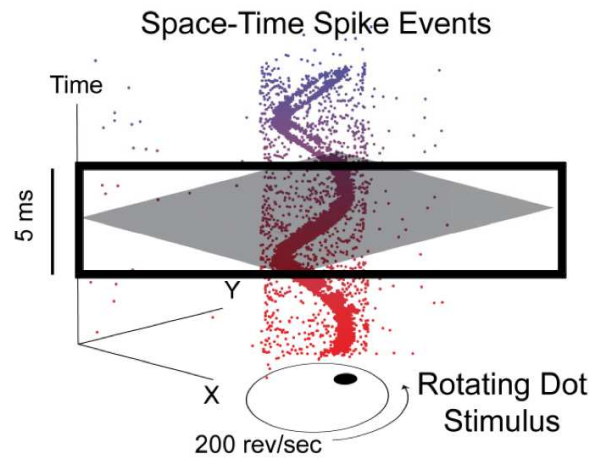 Space-Time Spike Events
Time
5 ms
Y
X
Rotating Dot
Stimulus
200 rev/sec